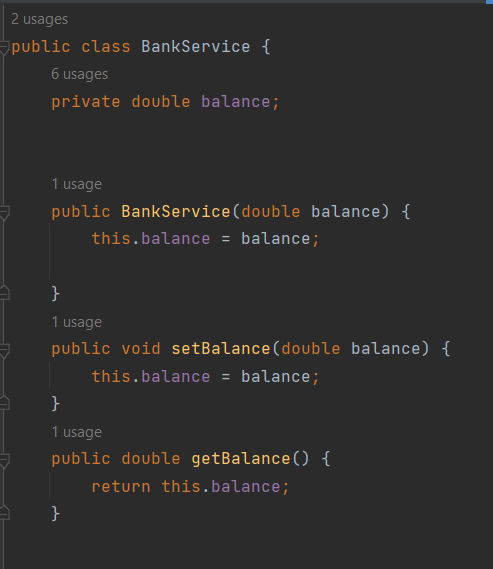 2 usages
public class BankService {
6 usages
private double balance;
1 usage
public BankService(double balance) {
this.balance = balance;
}
1 usage
public void setBalance(double balance) {
this.balance = balance;
}
1 usage
public double getBalance() {
return this.balance;
}